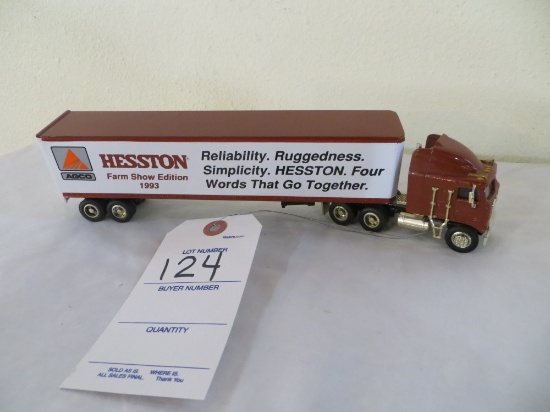 AGCO
HESSTON
Farm Show Edition
1993
Reliability. Ruggedness.
Simplicity. HESSTON. Four
Words That Go Together.
LOT NUMBER
124
BUYER NUMBER
QUANTITY
SOLD AS IS. WHERE IS.
ALL SALES FINAL. Thank You